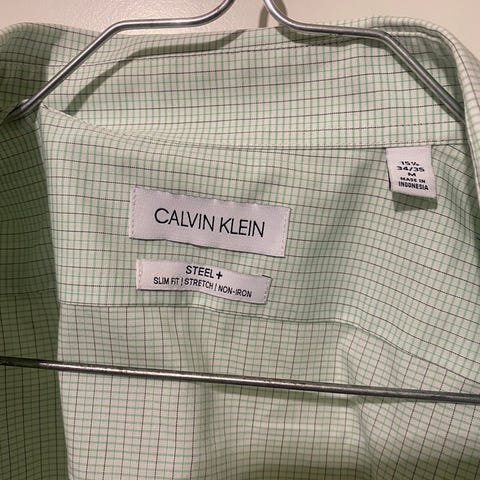 15½
34/35
M
MADE IN
INDONESIA
CALVIN KLEIN
STEEL+
SLIM FIT | STRETCH | NON-IRON